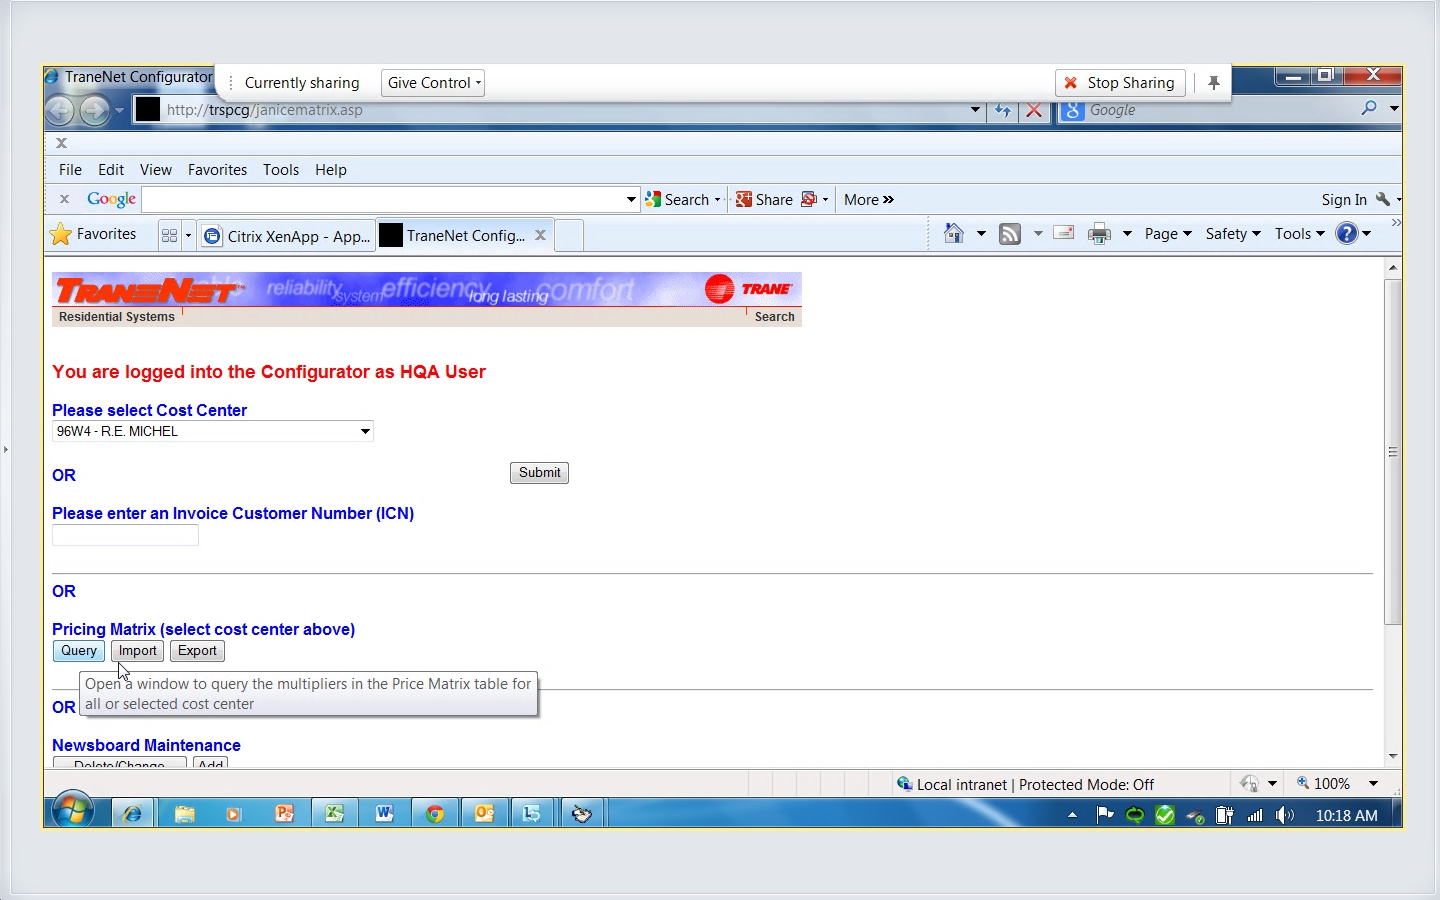 TraneNet Configurator
Currently sharing
Give Control
Stop Sharing
http://trspcg/janicematrix.asp
Google
File Edit View Favorites Tools Help
Google
Search
Share
More »
Sign In
Favorites
Citrix XenApp - App...
TraneNet Config...
Page
Safety
Tools
TRANENET™
reliability
system
efficiency
long lasting
comfort
TRANE
Residential Systems
Search
You are logged into the Configurator as HQA User
Please select Cost Center
96W4 - R.E. MICHEL
OR
Submit
Please enter an Invoice Customer Number (ICN)
OR
Pricing Matrix (select cost center above)
Query Import Export
Open a window to query the multipliers in the Price Matrix table for
all or selected cost center
OR
Newsboard Maintenance
Delete/Change Add
Local intranet | Protected Mode: Off
100%
10:18 AM